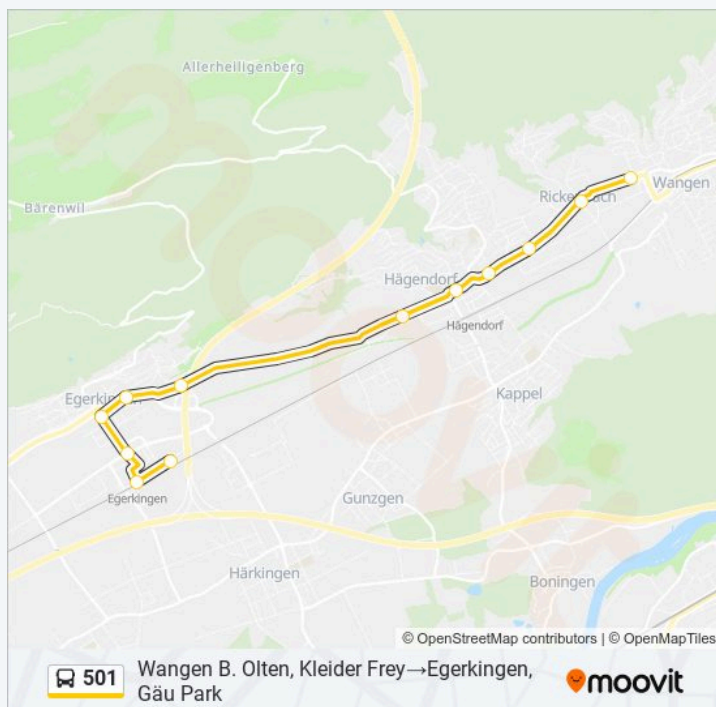 Allerheiligenberg
Bärenwil
Rickenbach
Wangen
Hägendorf
Hägendorf
Kappel
Egerkingen
Egerkingen
Gunzgen
Härkingen
Boningen
© OpenStreetMap contributors | © OpenMapTiles
501
Wangen B. Olten, Kleider Frey→Egerkingen,
Gäu Park
moovit